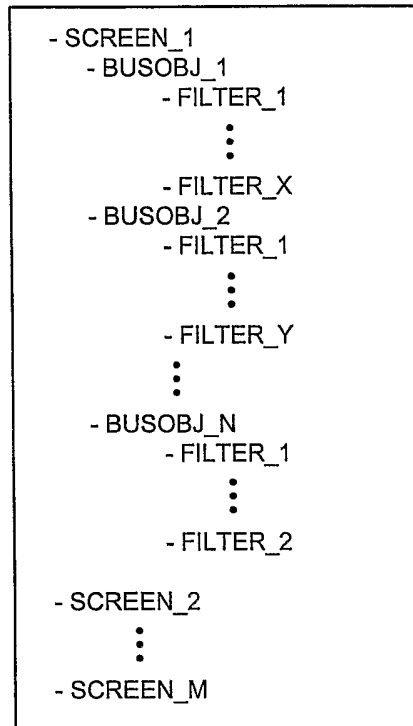 - SCREEN_1
- BUSOBJ_1
- FILTER_1
- FILTER_X
- BUSOBJ_2
- FILTER_1
- FILTER_Y
- BUSOBJ_N
- FILTER_1
- FILTER_2
- SCREEN_2
- SCREEN_M